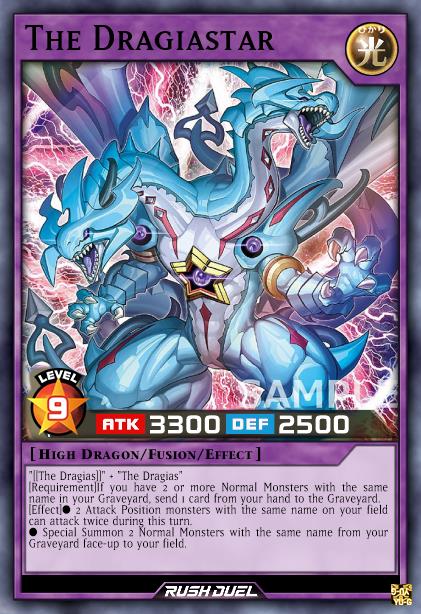 The Dragiastar
ひかり
光
SAMPLE
LEVEL
9
ATK 3300 DEF 2500
[High Dragon/Fusion/Effect]
"[[The Dragias]]" + "The Dragias"
[Requirement]If you have 2 or more Normal Monsters with the same
name in your Graveyard, send 1 card from your hand to the Graveyard.
[Effect]● 2 Attack Position monsters with the same name on your field
can attack twice during this turn.
● Special Summon 2 Normal Monsters with the same name from your
Graveyard face-up to your field.
RUSH DUEL